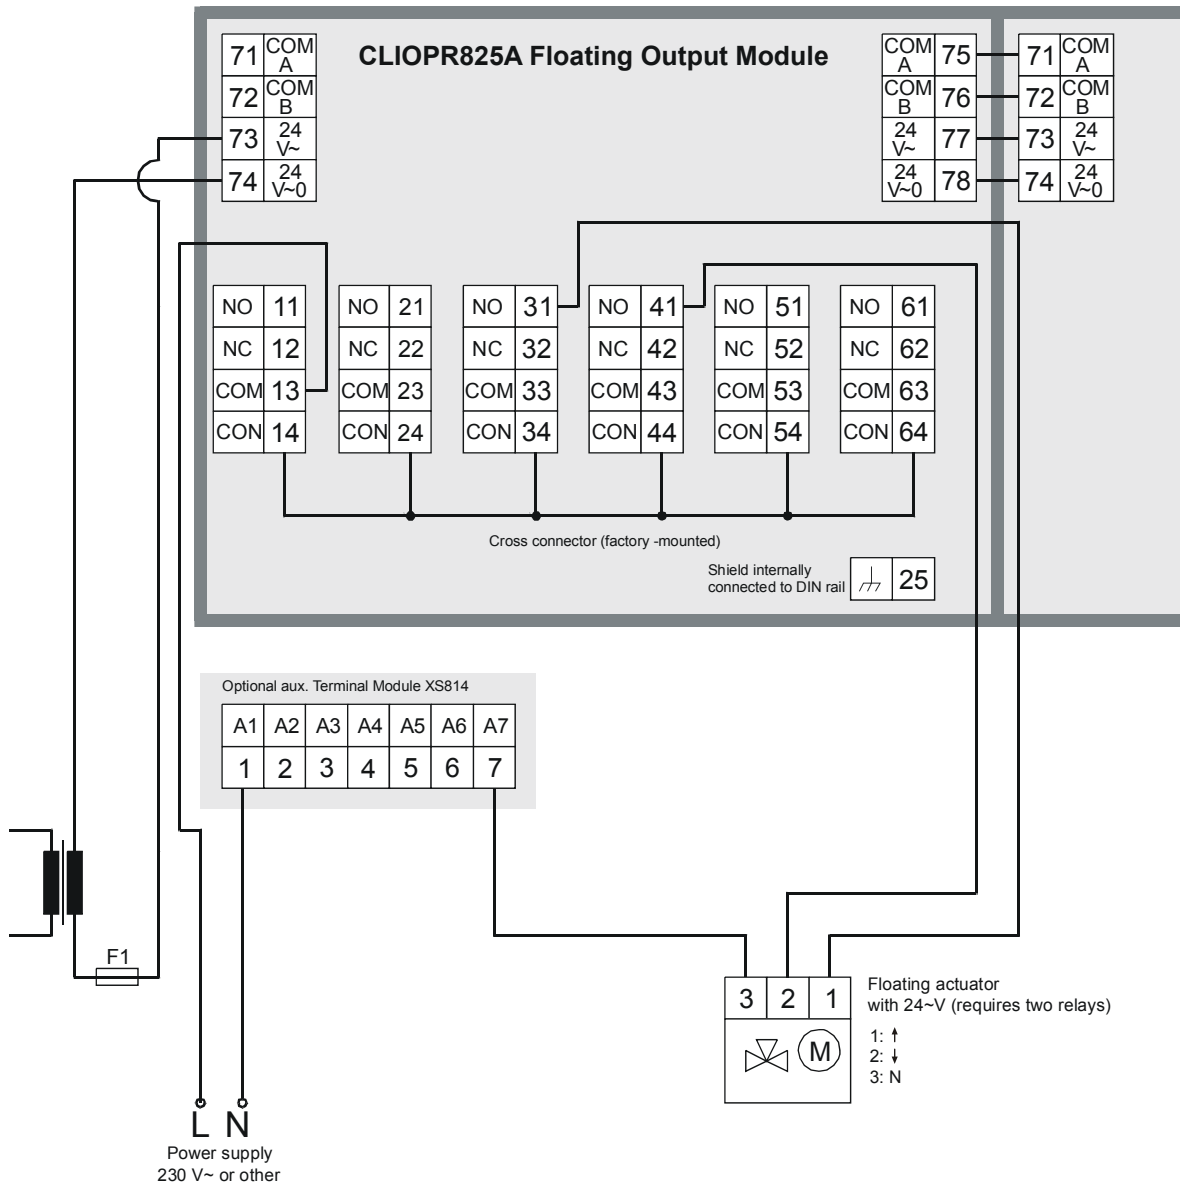 CLIOPR825A Floating Output Module
71 COM A
72 COM B
73 24 V~
74 24 V~0
COM A 75
COM B 76
24 V~ 77
24 V~0 78
71 COM A
72 COM B
73 24 V~
74 24 V~0
NO 11
NC 12
COM 13
CON 14
NO 21
NC 22
COM 23
CON 24
NO 31
NC 32
COM 33
CON 34
NO 41
NC 42
COM 43
CON 44
NO 51
NC 52
COM 53
CON 54
NO 61
NC 62
COM 63
CON 64
Cross connector (factory -mounted)
Shield internally
connected to DIN rail
25
Optional aux. Terminal Module XS814
A1 A2 A3 A4 A5 A6 A7
1 2 3 4 5 6 7
F1
3 2 1
M
Floating actuator
with 24~V (requires two relays)
1: ↑
2: ↓
3: N
L N
Power supply
230 V~ or other